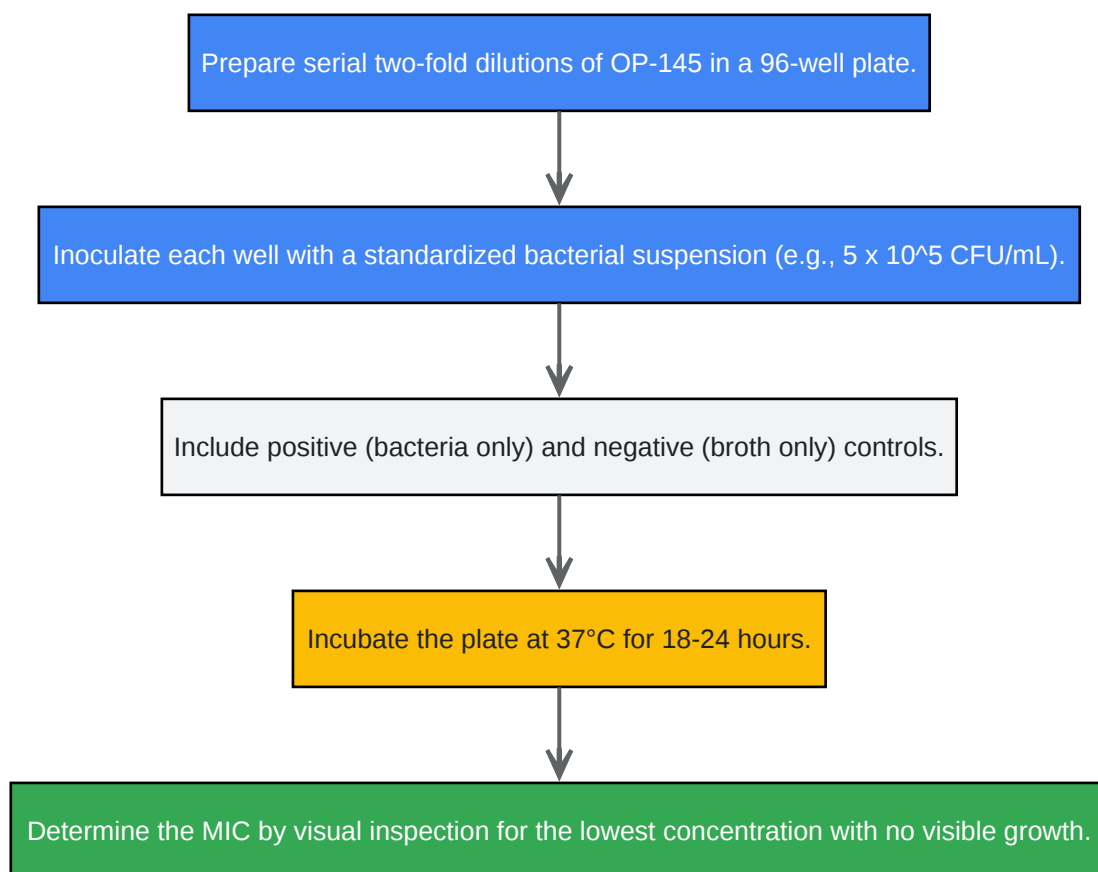 Prepare serial two-fold dilutions of OP-145 in a 96-well plate.
Inoculate each well with a standardized bacterial suspension (e.g., 5 x 10^5 CFU/mL).
Include positive (bacteria only) and negative (broth only) controls.
Incubate the plate at 37°C for 18-24 hours.
Determine the MIC by visual inspection for the lowest concentration with no visible growth.